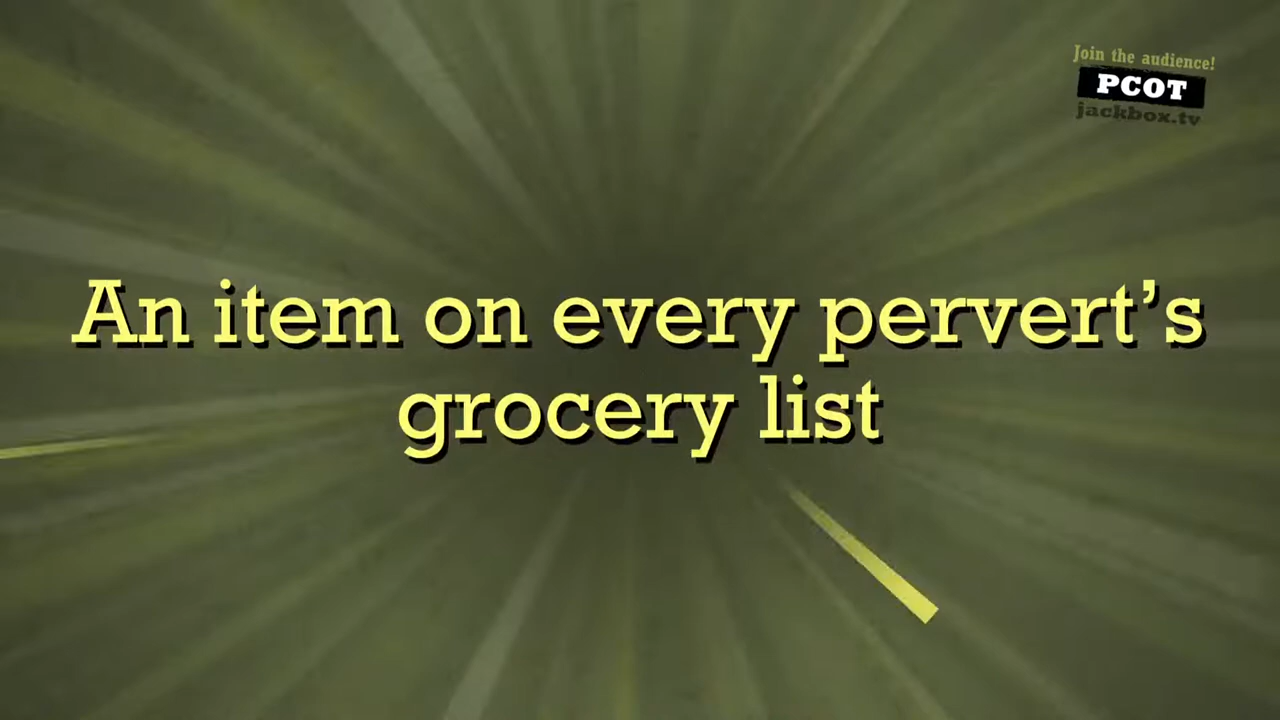 Join the audience!
PCOT
jackbox.tv
An item on every pervert’s
grocery list